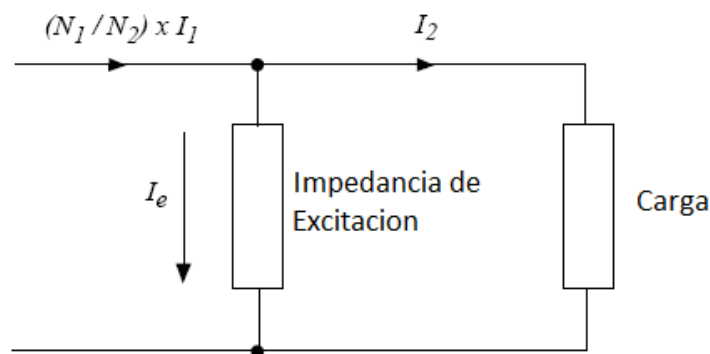 (N1 / N2) x I1
I2
Ie
Impedancia de
Excitacion
Carga